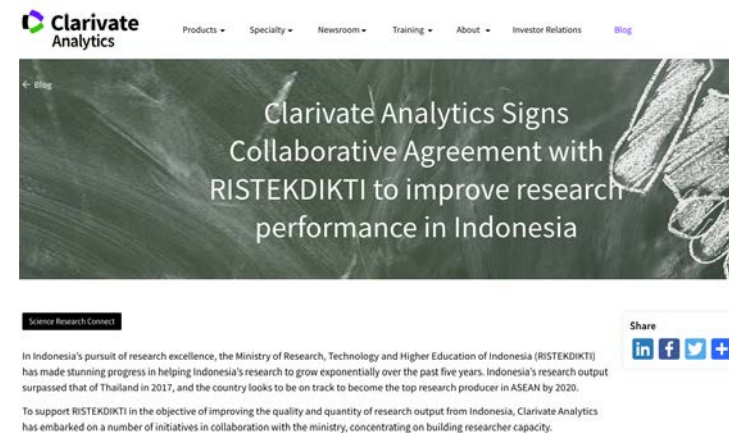 Clarivate
Analytics
Products Specialty Newsroom Training About Investor Relations Blog
← Blog
Clarivate Analytics Signs
Collaborative Agreement with
RISTEKDIKTI to improve research
performance in Indonesia
Science Research Connect
Share
In Indonesia's pursuit of research excellence, the Ministry of Research, Technology and Higher Education of Indonesia (RISTEKDIKTI)
has made stunning progress in helping Indonesia's research to grow exponentially over the past five years. Indonesia's research output
surpassed that of Thailand in 2017, and the country looks to be on track to become the top research producer in ASEAN by 2020.
To support RISTEKDIKTI in the objective of improving the quality and quantity of research output from Indonesia, Clarivate Analytics
has embarked on a number of initiatives in collaboration with the ministry, concentrating on building researcher capacity.